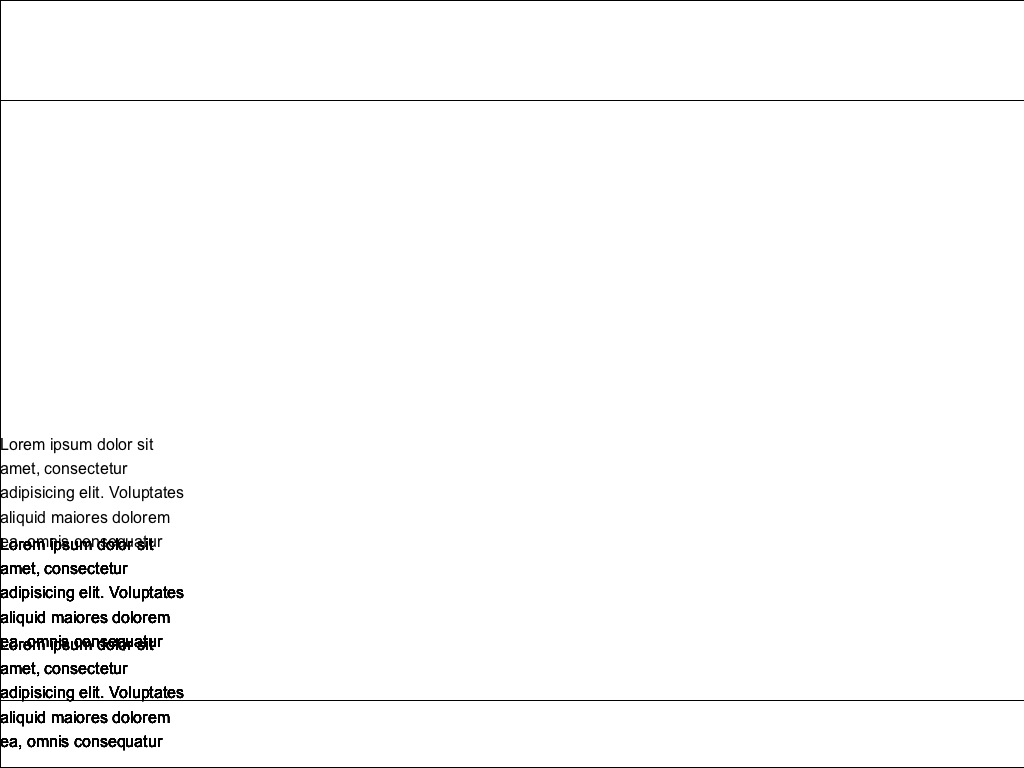 Lorem ipsum dolor sit
amet, consectetur
adipisicing elit. Voluptates
aliquid maiores dolorem
ea, omnis consequatur
Lorem ipsum dolor sit
amet, consectetur
adipisicing elit. Voluptates
aliquid maiores dolorem
ea, omnis consequatur
Lorem ipsum dolor sit
amet, consectetur
adipisicing elit. Voluptates
aliquid maiores dolorem
ea, omnis consequatur